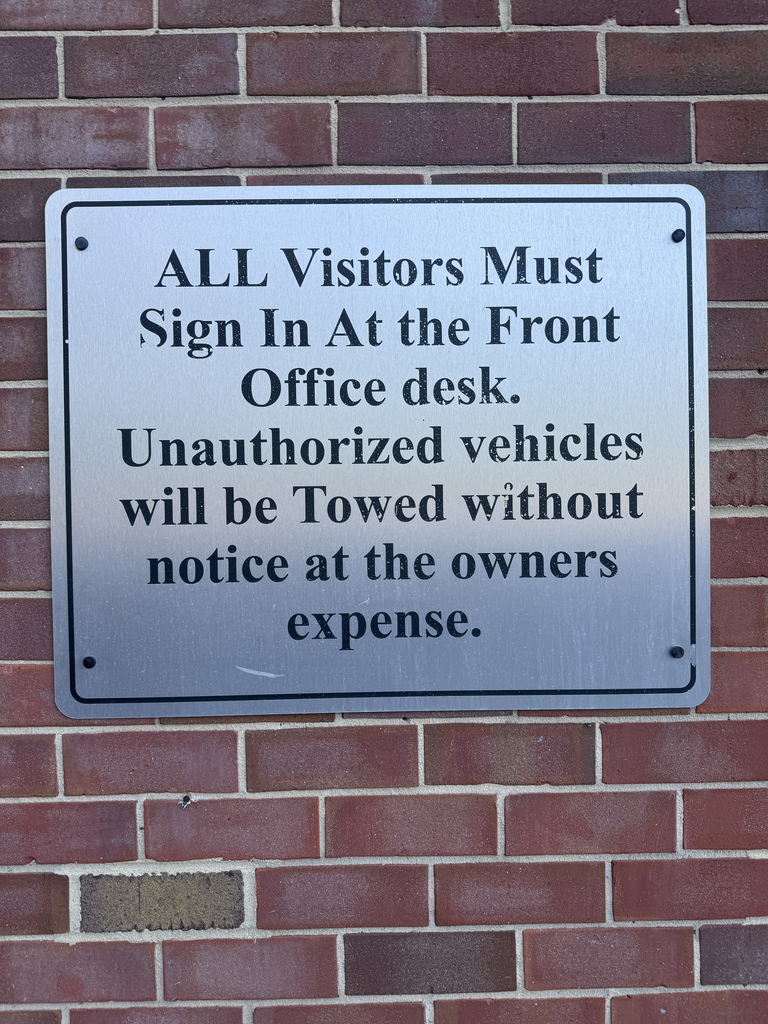 ALL Visitors Must
Sign In At the Front
Office desk.
Unauthorized vehicles
will be Towed without
notice at the owners
expense.